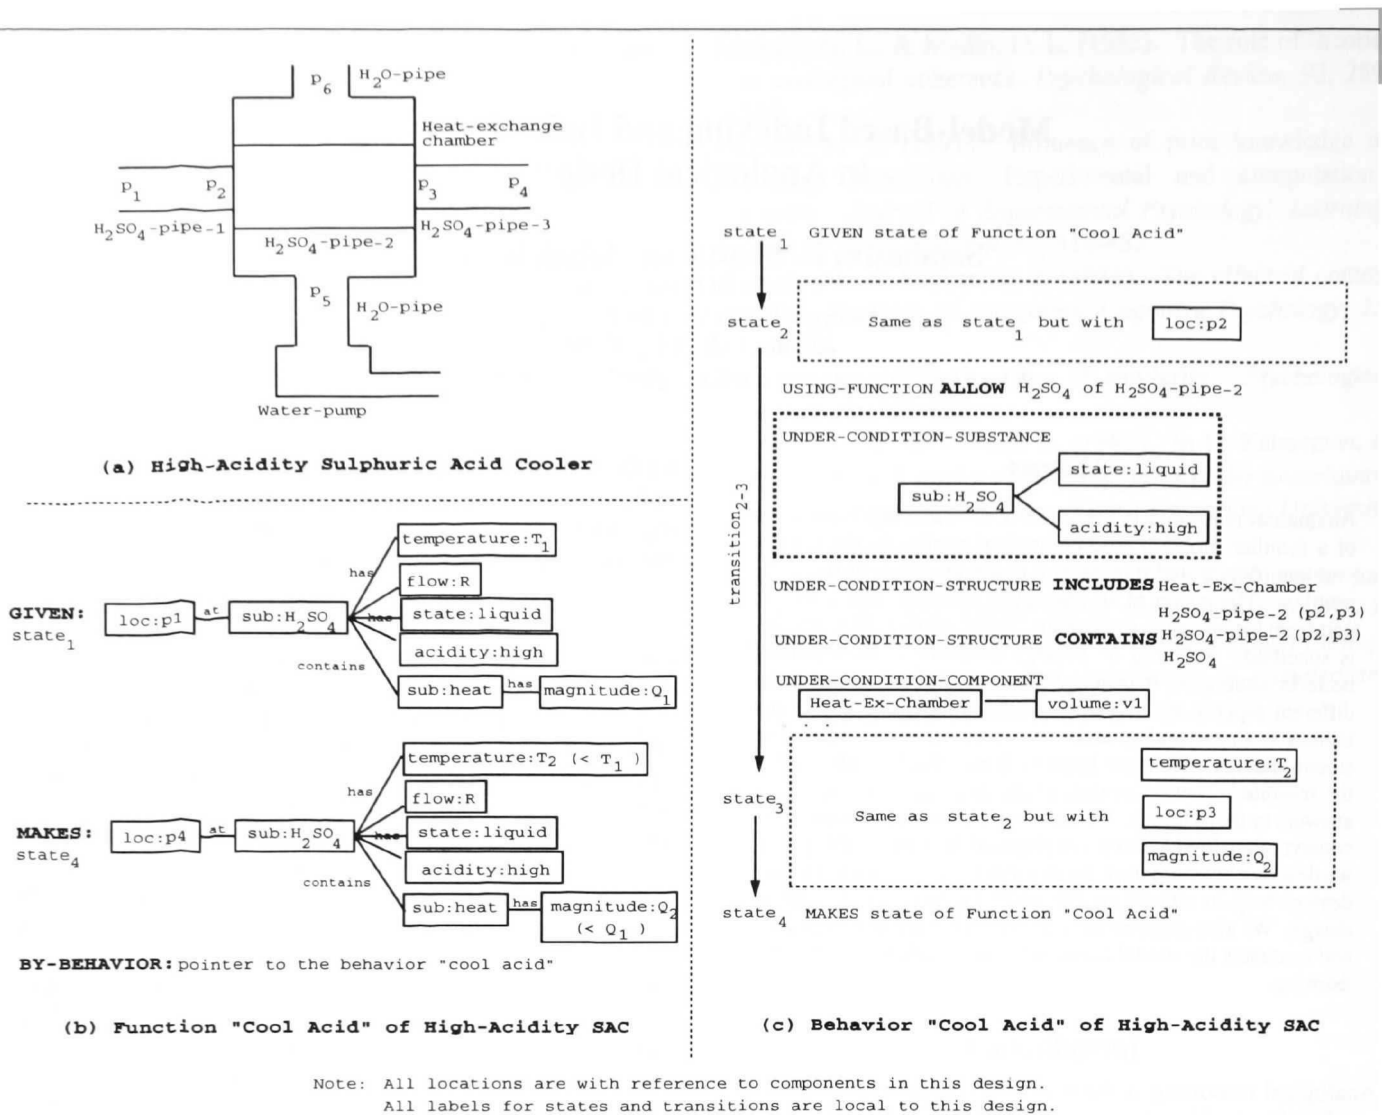 p6 H2O-pipe
Heat-exchange
chamber
p1 p2 p3 p4
H2SO4-pipe-1 H2SO4-pipe-2 H2SO4-pipe-3
p5 H2O-pipe
Water-pump
(a) High-Acidity Sulphuric Acid Cooler
GIVEN:
state1
loc:p1 at sub:H2SO4
has temperature:T1
flow:R
has state:liquid
acidity:high
contains sub:heat has magnitude:Q1
MAKES:
state4
loc:p4 at sub:H2SO4
has temperature:T2 (< T1 )
flow:R
has state:liquid
acidity:high
contains sub:heat has magnitude:Q2
(< Q1 )
BY-BEHAVIOR: pointer to the behavior "cool acid"
(b) Function "Cool Acid" of High-Acidity SAC
state1 GIVEN state of Function "Cool Acid"
state2 Same as state1 but with loc:p2
USING-FUNCTION ALLOW H2SO4 of H2SO4-pipe-2
UNDER-CONDITION-SUBSTANCE
state:liquid
sub:H2SO4
acidity:high
transition2-3
UNDER-CONDITION-STRUCTURE INCLUDES Heat-Ex-Chamber
H2SO4-pipe-2 (p2,p3)
UNDER-CONDITION-STRUCTURE CONTAINS H2SO4-pipe-2 (p2,p3)
H2SO4
UNDER-CONDITION-COMPONENT
Heat-Ex-Chamber volume:v1
temperature:T2
state3 Same as state2 but with loc:p3
magnitude:Q2
state4 MAKES state of Function "Cool Acid"
(c) Behavior "Cool Acid" of High-Acidity SAC
Note: All locations are with reference to components in this design.
All labels for states and transitions are local to this design.